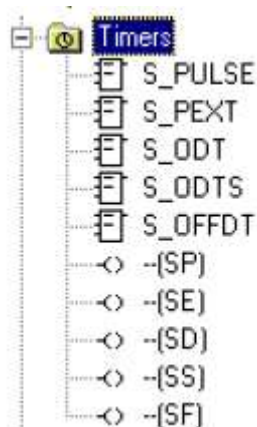 Timers
S_PULSE
S_PEXT
S_ODT
S_ODTS
S_OFFDT
--(SP)
--(SE)
--(SD)
--(SS)
--(SF)